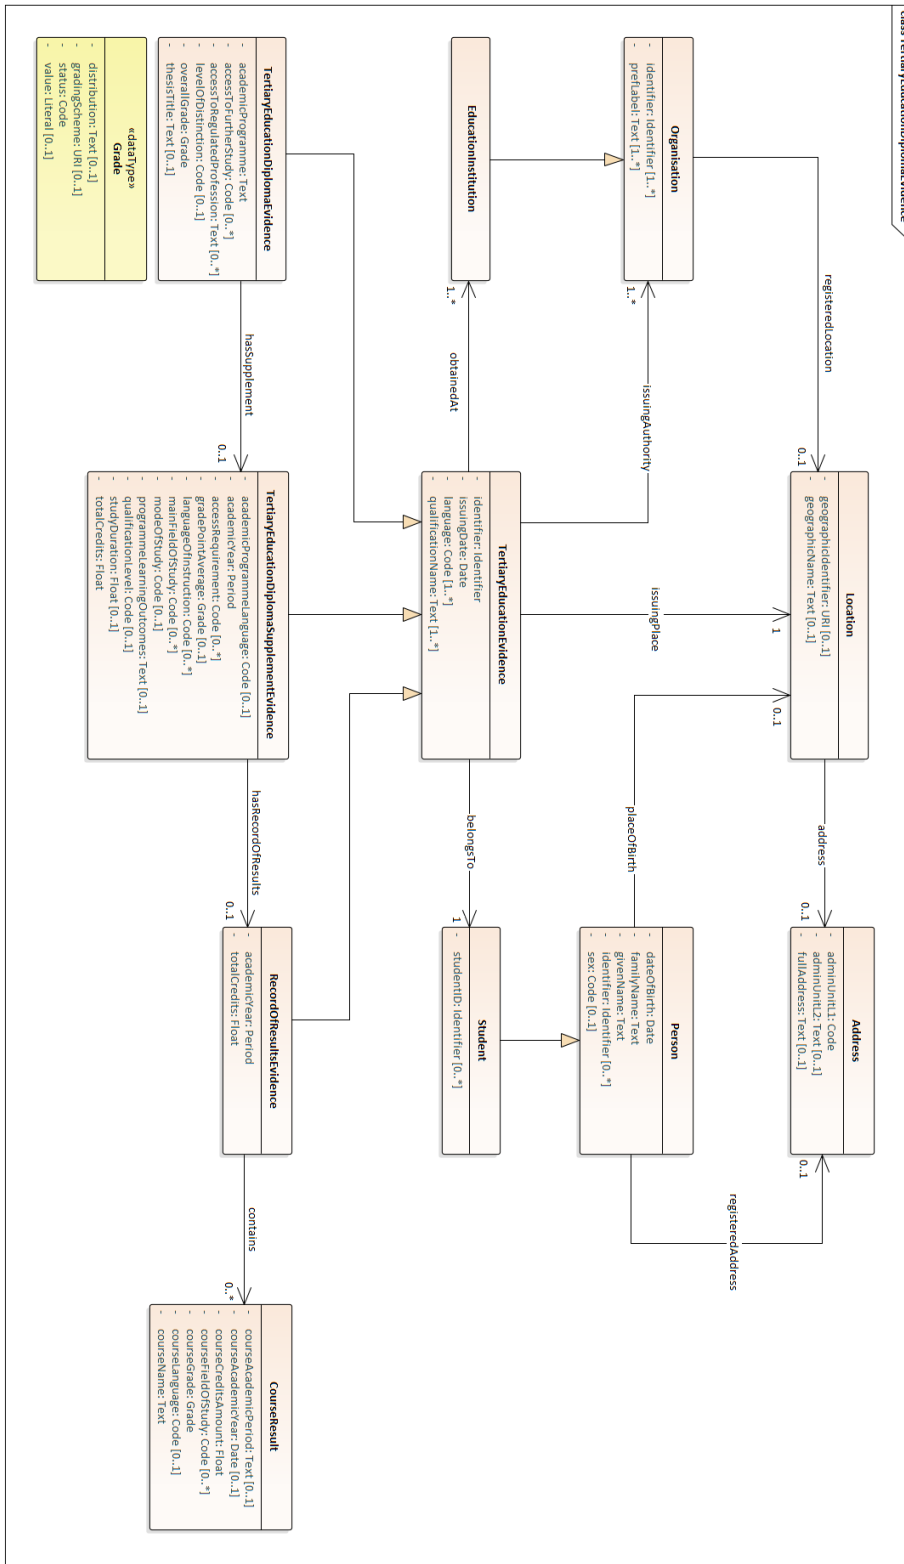 class TertiaryEducationDiplomaEvidence
registeredLocation
0..1
Location
- geographicIdentifier: URI [0..1]
- geographicName: Text [0..1]
address
0..1
Address
- adminUnitL1: Code
- adminUnitL2: Text [0..1]
- fullAddress: Text [0..1]
0..1
registeredAddress
Organisation
- identifier: Identifier [1..*]
- prefLabel: Text [1..*]
1..*
issuingAuthority
issuingPlace
1
placeOfBirth
0..1
Person
- dateOfBirth: Date
- familyName: Text
- givenName: Text
- identifier: Identifier [0..*]
- sex: Code [0..1]
EducationInstitution
1..*
obtainedAt
TertiaryEducationEvidence
- identifier: Identifier
- issuingDate: Date
- language: Code [1..*]
- qualificationName: Text [1..*]
belongsTo
1
Student
- studentID: Identifier [0..*]
TertiaryEducationDiplomaEvidence
- academicProgramme: Text
- accessToFurtherStudy: Code [0..*]
- accessToRegulatedProfession: Text [0..*]
- levelOfDistinction: Code [0..1]
- overallGrade: Grade
- thesisTitle: Text [0..1]
hasSupplement
0..1
TertiaryEducationDiplomaSupplementEvidence
- academicProgrammeLanguage: Code [0..1]
- academicYear: Period
- accessRequirement: Code [0..*]
- gradePointAverage: Grade [0..1]
- languageOfInstruction: Code [0..*]
- mainFieldOfStudy: Code [0..*]
- modeOfStudy: Code [0..1]
- programmeLearningOutcomes: Text [0..1]
- qualificationLevel: Code [0..1]
- studyDuration: Float [0..1]
- totalCredits: Float
hasRecordOfResults
0..1
RecordOfResultsEvidence
- academicYear: Period
- totalCredits: Float
contains
0..*
CourseResult
- courseAcademicPeriod: Text [0..1]
- courseAcademicYear: Date [0..1]
- courseCreditsAmount: Float
- courseFieldOfStudy: Code [0..*]
- courseGrade: Grade
- courseLanguage: Code [0..1]
- courseName: Text
«dataType»
Grade
- distribution: Text [0..1]
- gradingScheme: URI [0..1]
- status: Code
- value: Literal [0..1]